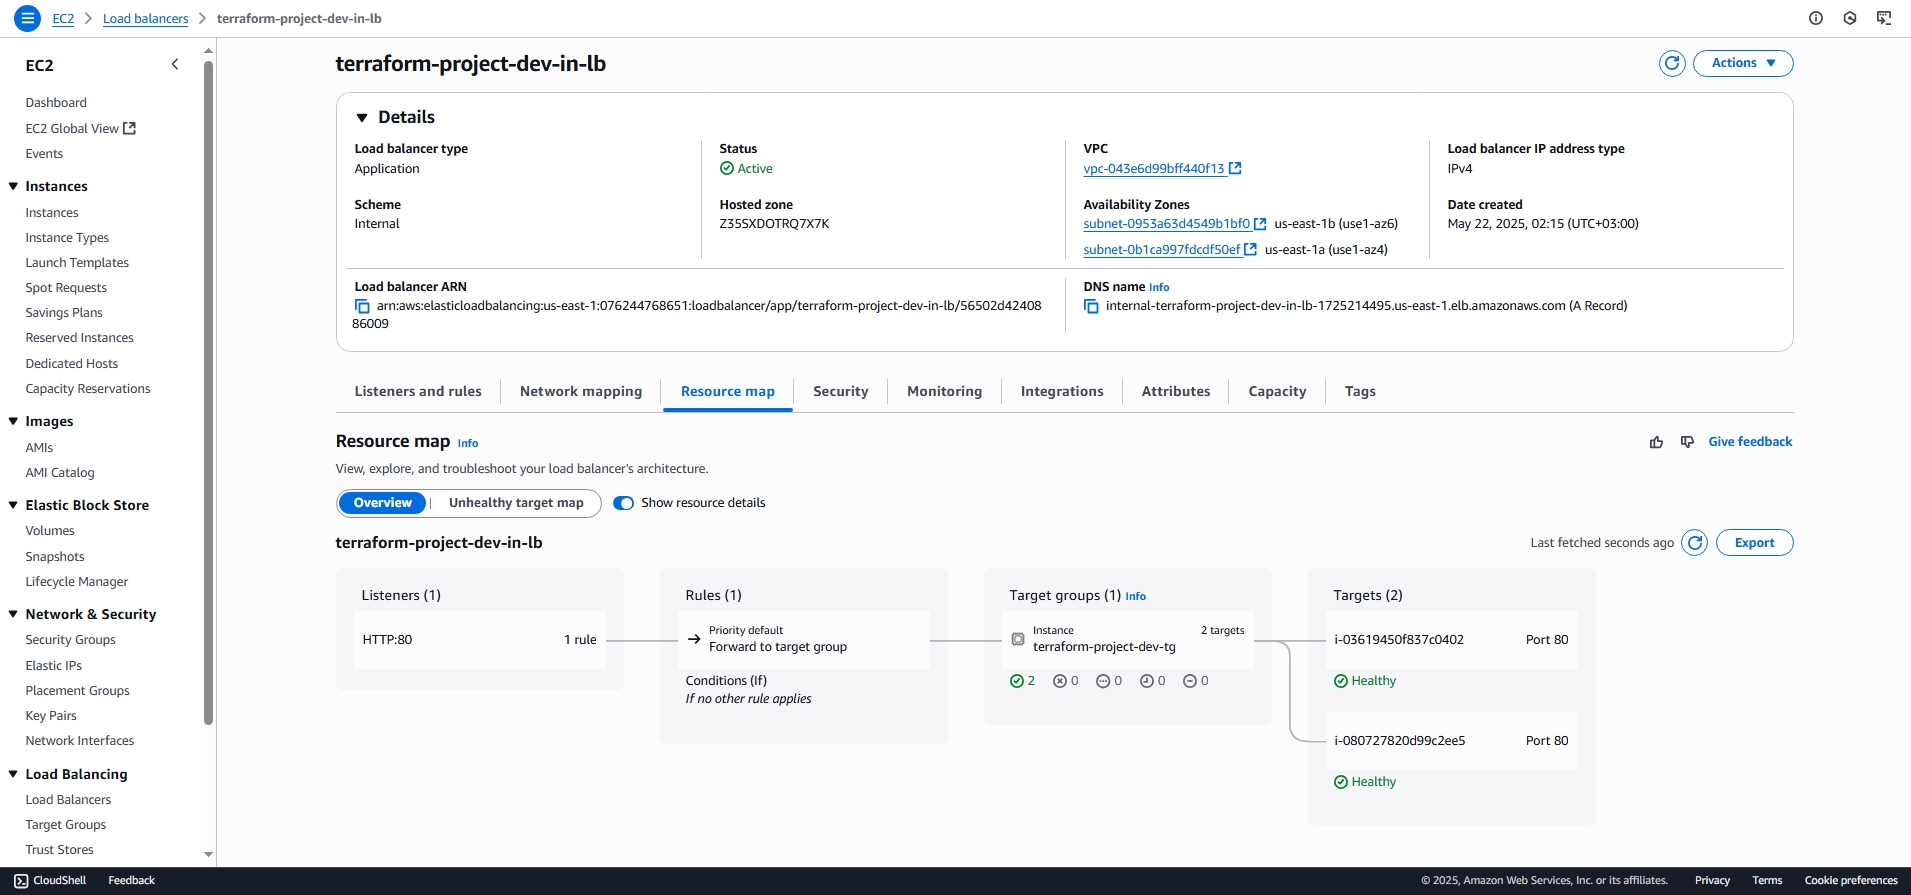 EC2 > Load balancers > terraform-project-dev-in-lb
EC2
Dashboard
EC2 Global View
Events
Instances
Instances
Instance Types
Launch Templates
Spot Requests
Savings Plans
Reserved Instances
Dedicated Hosts
Capacity Reservations
Images
AMIs
AMI Catalog
Elastic Block Store
Volumes
Snapshots
Lifecycle Manager
Network & Security
Security Groups
Elastic IPs
Placement Groups
Key Pairs
Network Interfaces
Load Balancing
Load Balancers
Target Groups
Trust Stores
terraform-project-dev-in-lb
Actions
Details
Load balancer type
Application
Status
Active
VPC
vpc-043e6d99bff440f13
Load balancer IP address type
IPv4
Scheme
Internal
Hosted zone
Z35SXDOTRQ7X7K
Availability Zones
subnet-0953a63d4549b1bf0 us-east-1b (use1-az6)
subnet-0b1ca997fdcdf50ef us-east-1a (use1-az4)
Date created
May 22, 2025, 02:15 (UTC+03:00)
Load balancer ARN
arn:aws:elasticloadbalancing:us-east-1:076244768651:loadbalancer/app/terraform-project-dev-in-lb/56502d42408
86009
DNS name Info
internal-terraform-project-dev-in-lb-1725214495.us-east-1.elb.amazonaws.com (A Record)
Listeners and rules
Network mapping
Resource map
Security
Monitoring
Integrations
Attributes
Capacity
Tags
Resource map Info
Give feedback
View, explore, and troubleshoot your load balancer's architecture.
Overview
Unhealthy target map
Show resource details
terraform-project-dev-in-lb
Last fetched seconds ago
Export
Listeners (1)
HTTP:80 1 rule
Rules (1)
Priority default
Forward to target group
Conditions (If)
If no other rule applies
Target groups (1) Info
Instance 2 targets
terraform-project-dev-tg
2 0 0 0 0
Targets (2)
i-03619450f837c0402 Port 80
Healthy
i-080727820d99c2ee5 Port 80
Healthy
CloudShell
Feedback
© 2025, Amazon Web Services, Inc. or its affiliates.
Privacy
Terms
Cookie preferences